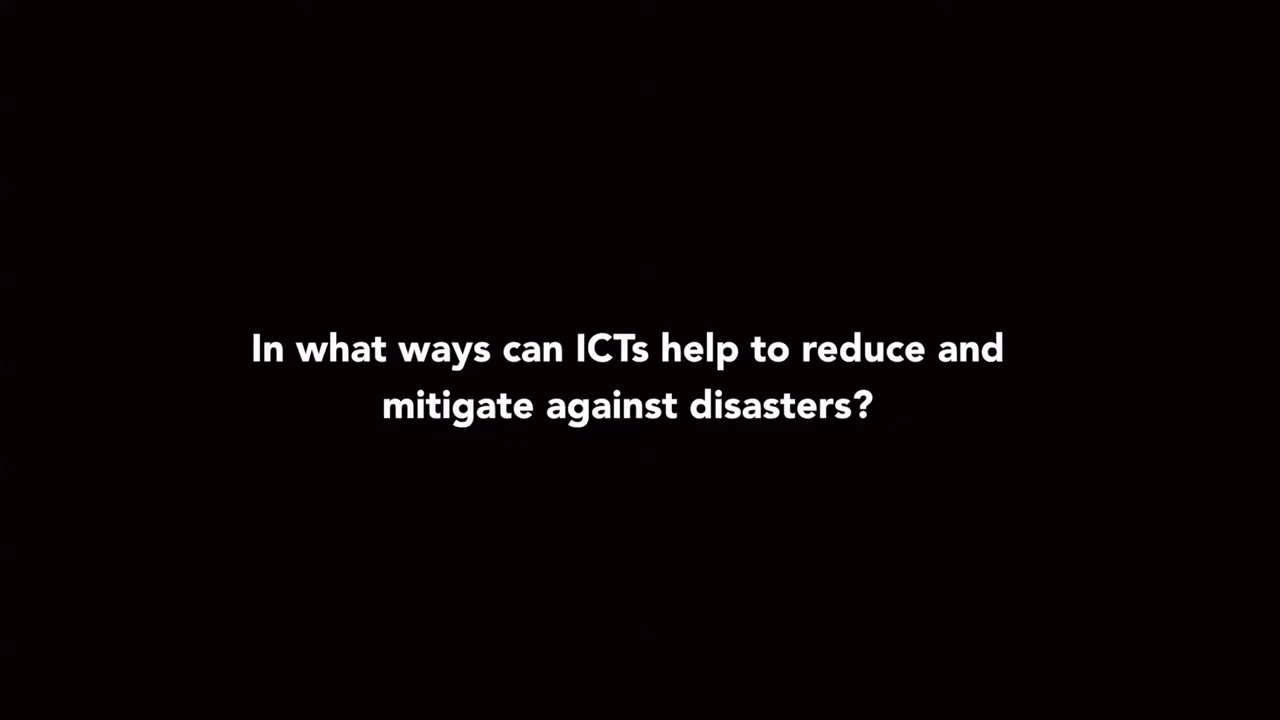 In what ways can ICTs help to reduce and
mitigate against disasters?